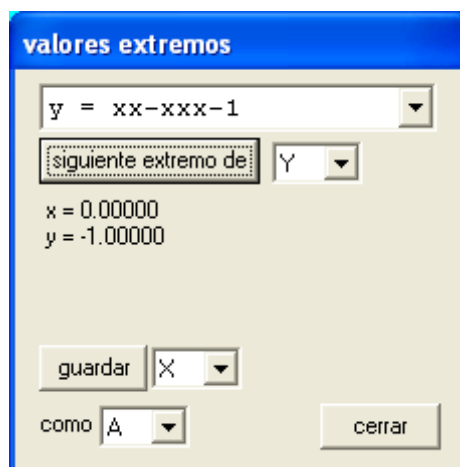 valores extremos
y = xx-xxx-1
siguiente extremo de Y
x = 0.00000
y = -1.00000
guardar X
como A cerrar